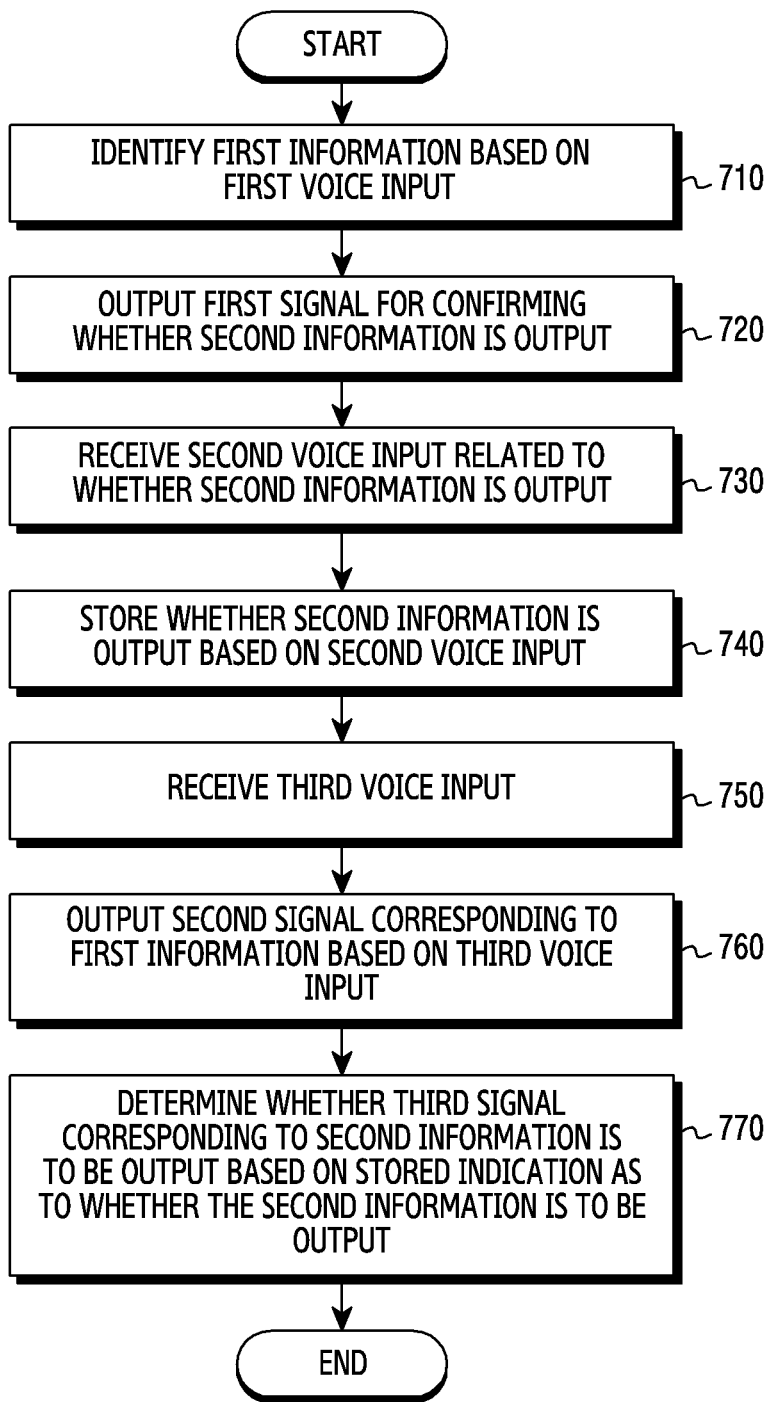 START
IDENTIFY FIRST INFORMATION BASED ON
FIRST VOICE INPUT
710
OUTPUT FIRST SIGNAL FOR CONFIRMING
WHETHER SECOND INFORMATION IS OUTPUT
720
RECEIVE SECOND VOICE INPUT RELATED TO
WHETHER SECOND INFORMATION IS OUTPUT
730
STORE WHETHER SECOND INFORMATION IS
OUTPUT BASED ON SECOND VOICE INPUT
740
RECEIVE THIRD VOICE INPUT
750
OUTPUT SECOND SIGNAL CORRESPONDING TO
FIRST INFORMATION BASED ON THIRD VOICE
INPUT
760
DETERMINE WHETHER THIRD SIGNAL
CORRESPONDING TO SECOND INFORMATION IS
TO BE OUTPUT BASED ON STORED INDICATION AS
TO WHETHER THE SECOND INFORMATION IS TO BE
OUTPUT
770
END